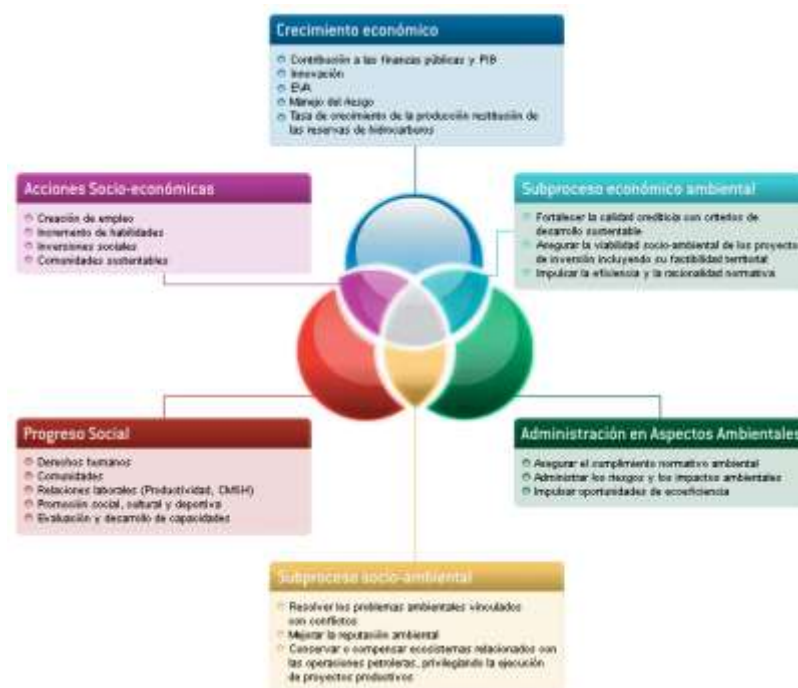 Crecimiento económico
Contribución a las finanzas públicas y PIB
Innovación
EVA
Manejo del riesgo
Tasa de crecimiento de la producción restitución de
las reservas de hidrocarburos
Acciones Socio-económicas
Creación de empleo
Incremento de habilidades
Inversiones sociales
Comunidades sustentables
Subproceso económico ambiental
Fortalecer la calidad crediticia con criterios de
desarrollo sustentable
Asegurar la viabilidad socio-ambiental de los proyectos
de inversión incluyendo su factibilidad territorial
Impulsar la eficiencia y la racionalidad normativa
Progreso Social
Derechos humanos
Comunidades
Relaciones laborales (Productividad, CMSH)
Promoción social, cultural y deportiva
Evaluación y desarrollo de capacidades
Administración en Aspectos Ambientales
Asegurar el cumplimiento normativo ambiental
Administrar los riesgos y los impactos ambientales
Impulsar oportunidades de ecoeficiencia
Subproceso socio-ambiental
Resolver los problemas ambientales vinculados
con conflictos
Mejorar la reputación ambiental
Conservar o compensar ecosistemas relacionados con
las operaciones petroleras, privilegiando la ejecución
de proyectos productivos